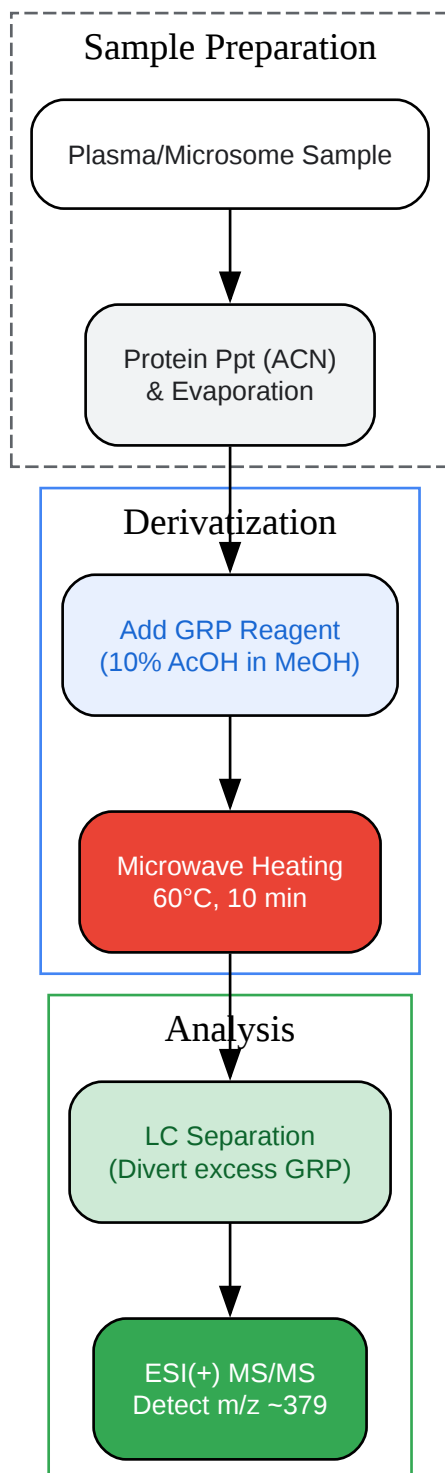 Sample Preparation
Plasma/Microsome Sample
Protein Ppt (ACN)
& Evaporation
Derivatization
Add GRP Reagent
(10% AcOH in MeOH)
Microwave Heating
60°C, 10 min
Analysis
LC Separation
(Divert excess GRP)
ESI(+) MS/MS
Detect m/z ~379